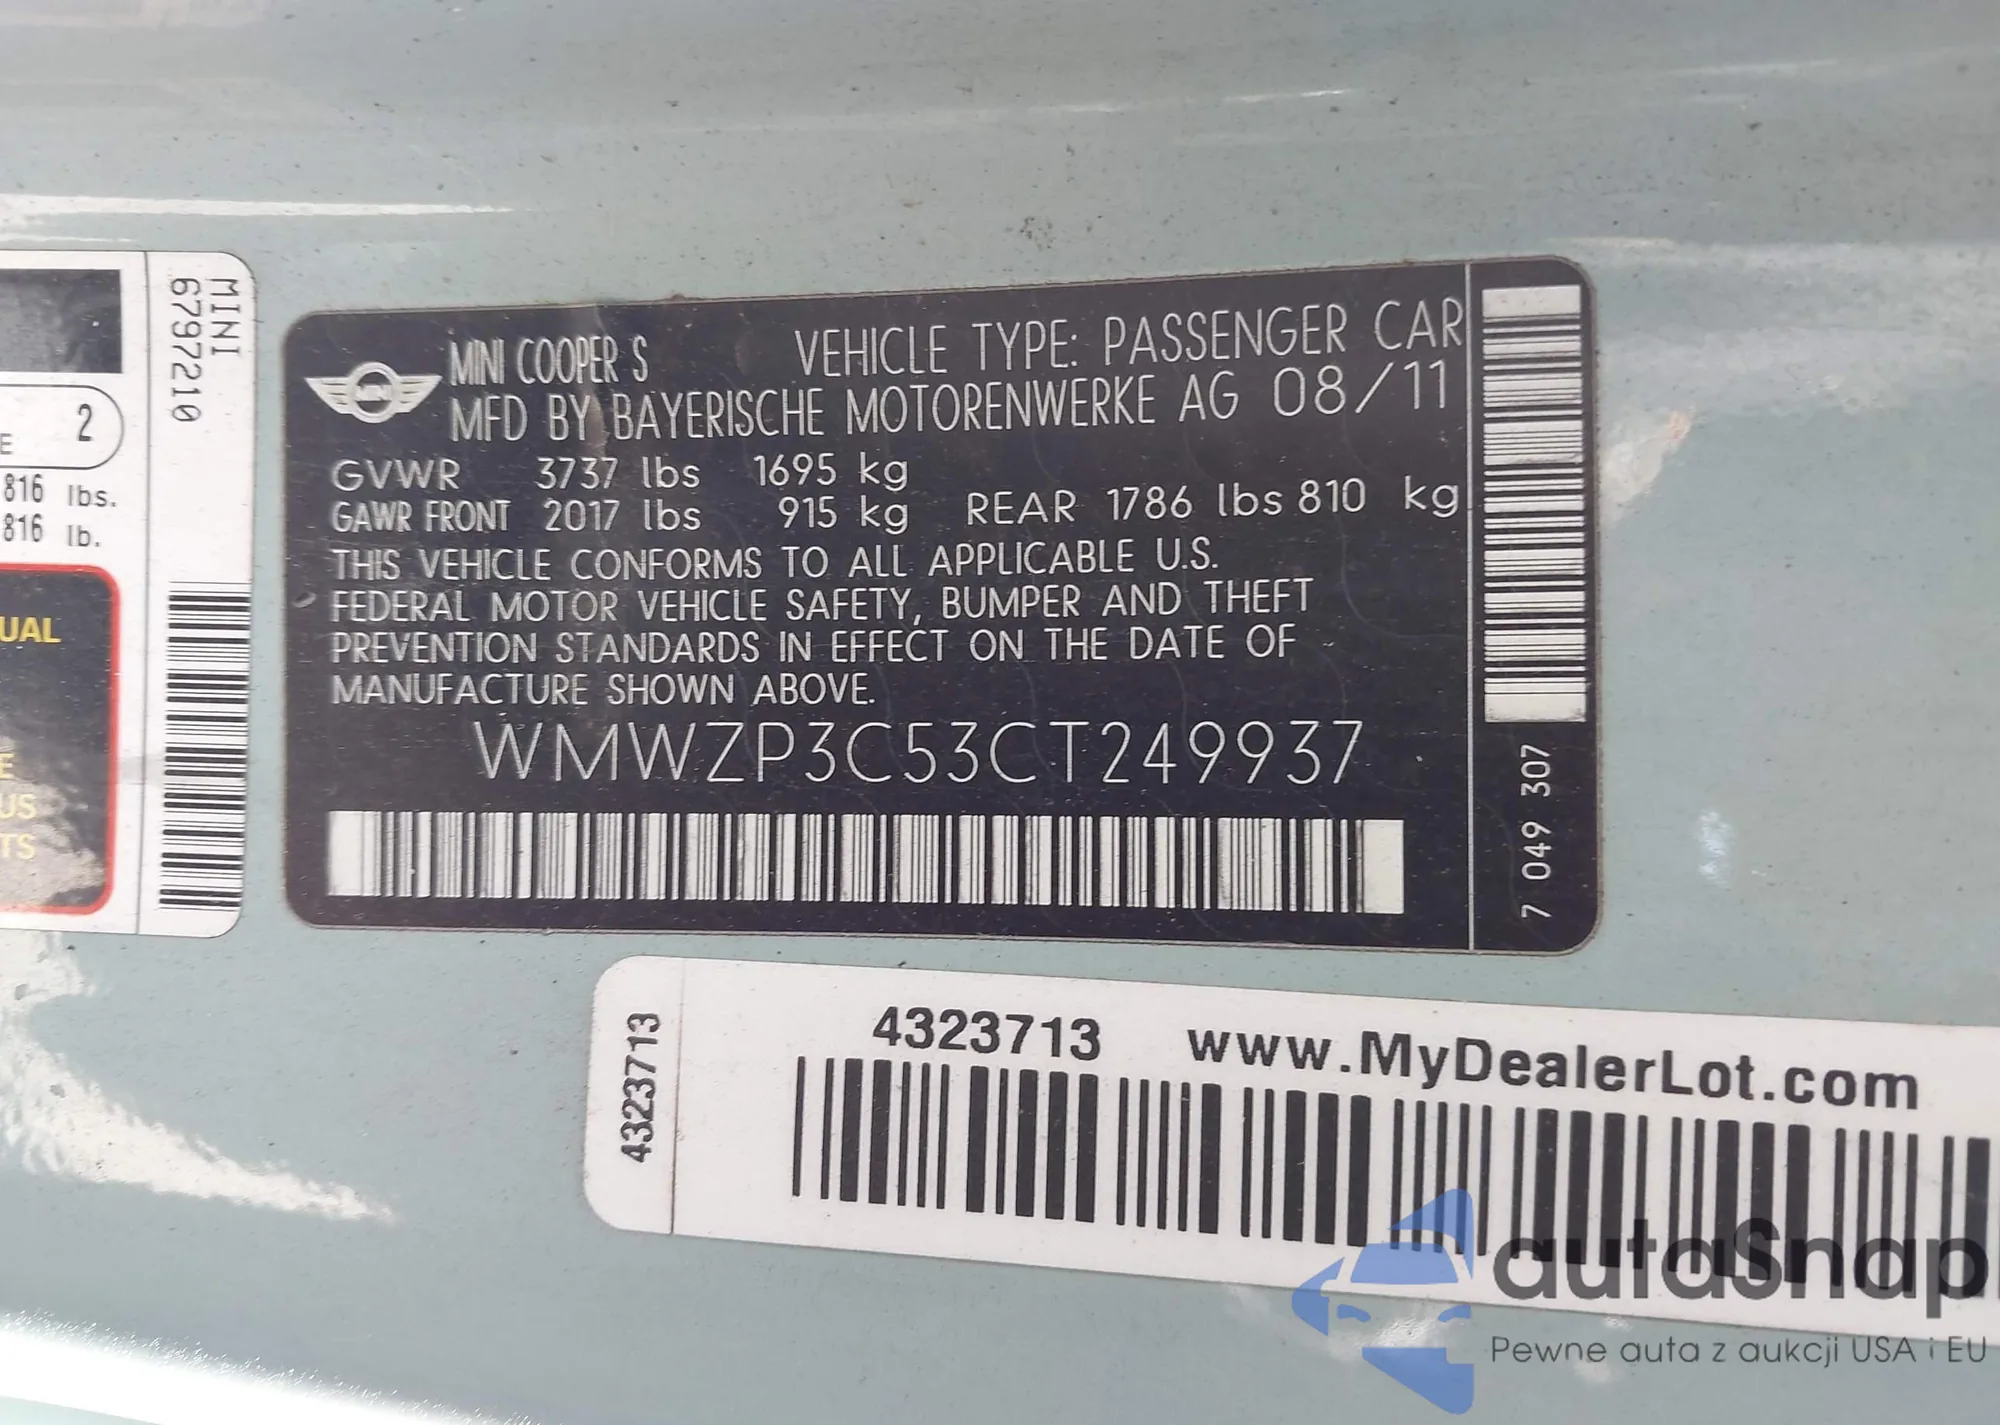 MINI
6797210
E 2
816 lbs.
816 lb.
UAL
E
US
TS
MINI COOPER S VEHICLE TYPE: PASSENGER CAR
MFD BY BAYERISCHE MOTORENWERKE AG 08/11
GVWR 3737 lbs 1695 kg
GAWR FRONT 2017 lbs 915 kg REAR 1786 lbs 810 kg
THIS VEHICLE CONFORMS TO ALL APPLICABLE U.S.
FEDERAL MOTOR VEHICLE SAFETY, BUMPER AND THEFT
PREVENTION STANDARDS IN EFFECT ON THE DATE OF
MANUFACTURE SHOWN ABOVE.
WMWZP3C53CT249937
7 049 307
4323713
4323713 www.MyDealerLot.com
autaSnap
Pewne auta z aukcji USA i EU